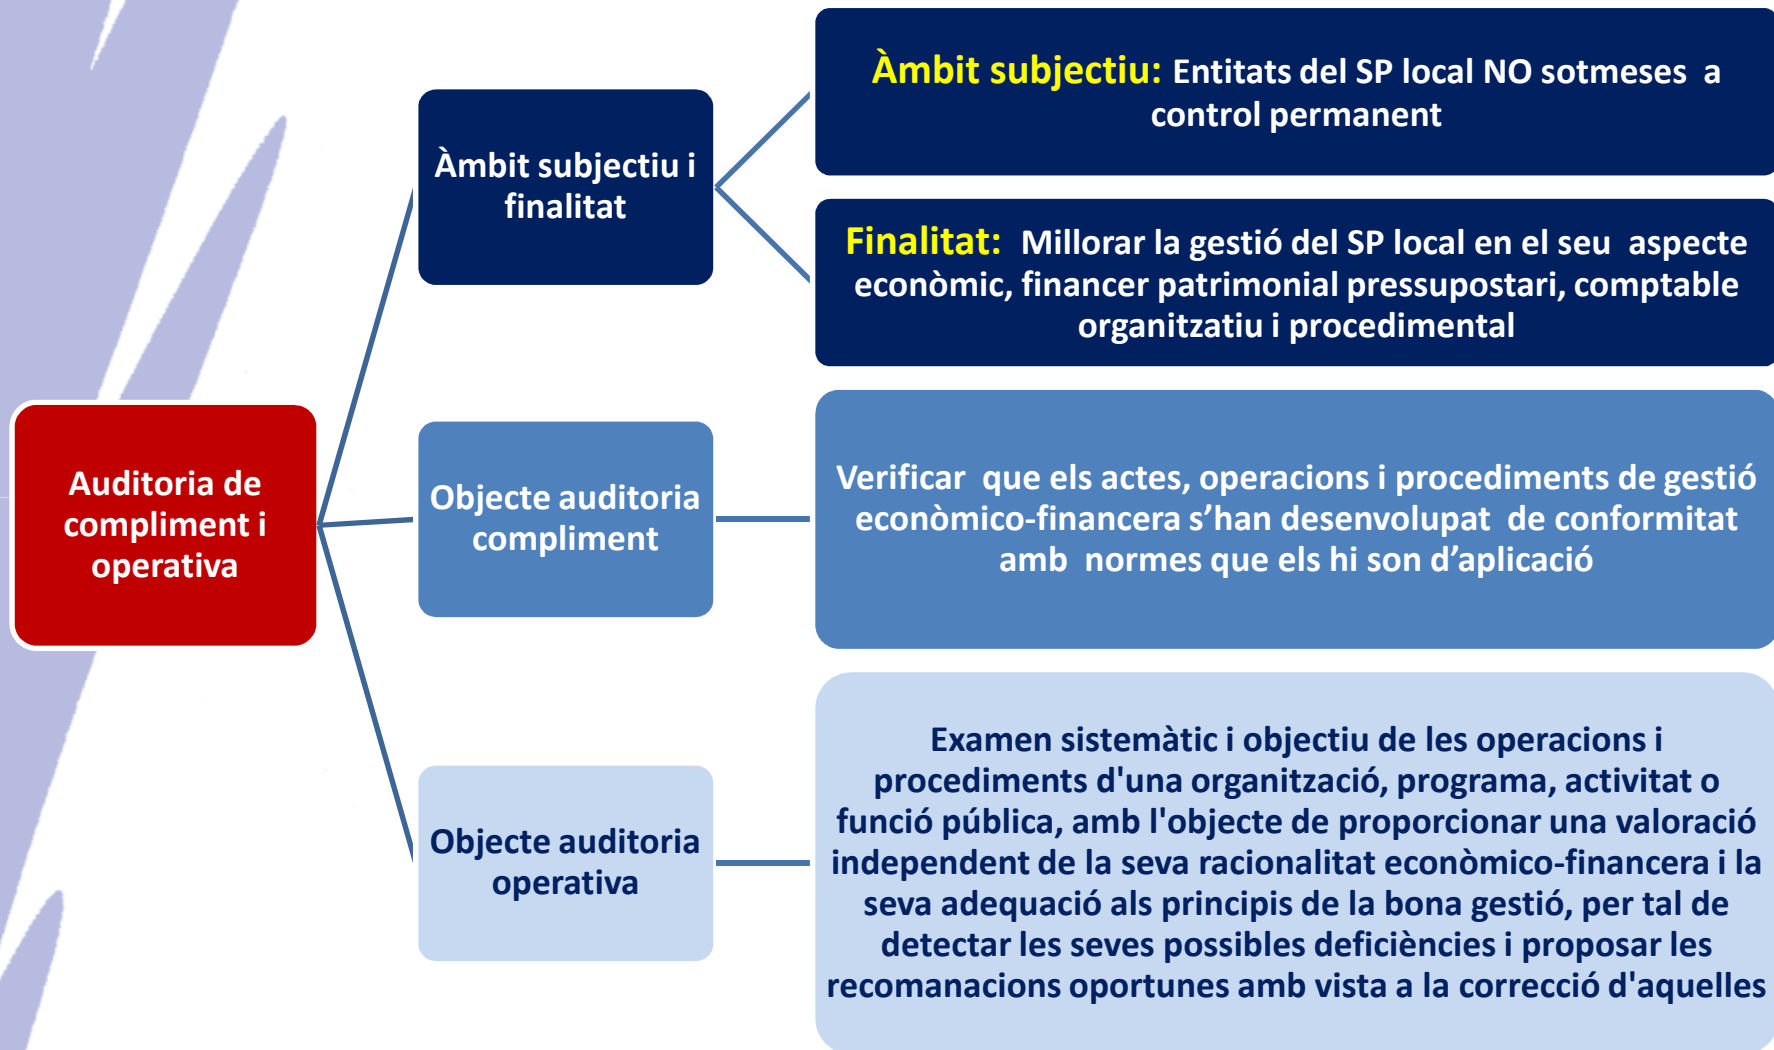 Àmbit subjectiu: Entitats del SP local NO sotmeses a
control permanent
Àmbit subjectiu i
finalitat
Finalitat: Millorar la gestió del SP local en el seu aspecte
econòmic, financer patrimonial pressupostari, comptable
organitzatiu i procedimental
Auditoria de
compliment i
operativa
Objecte auditoria
compliment
Verificar que els actes, operacions i procediments de gestió
econòmico-financera s’han desenvolupat de conformitat
amb normes que els hi son d’aplicació
Objecte auditoria
operativa
Examen sistemàtic i objectiu de les operacions i
procediments d'una organització, programa, activitat o
funció pública, amb l'objecte de proporcionar una valoració
independent de la seva racionalitat econòmico-financera i la
seva adequació als principis de la bona gestió, per tal de
detectar les seves possibles deficiències i proposar les
recomanacions oportunes amb vista a la correcció d'aquelles